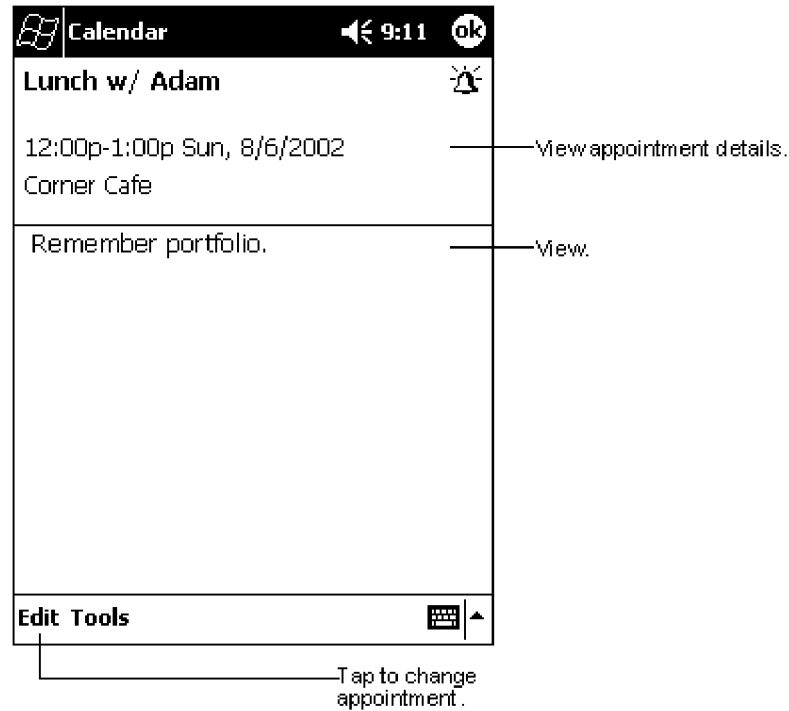 Calendar 9:11 ok
Lunch w/ Adam
12:00p-1:00p Sun, 8/6/2002
View appointment details.
Corner Cafe
Remember portfolio.
View.
Edit Tools
Tap to change
appointment.